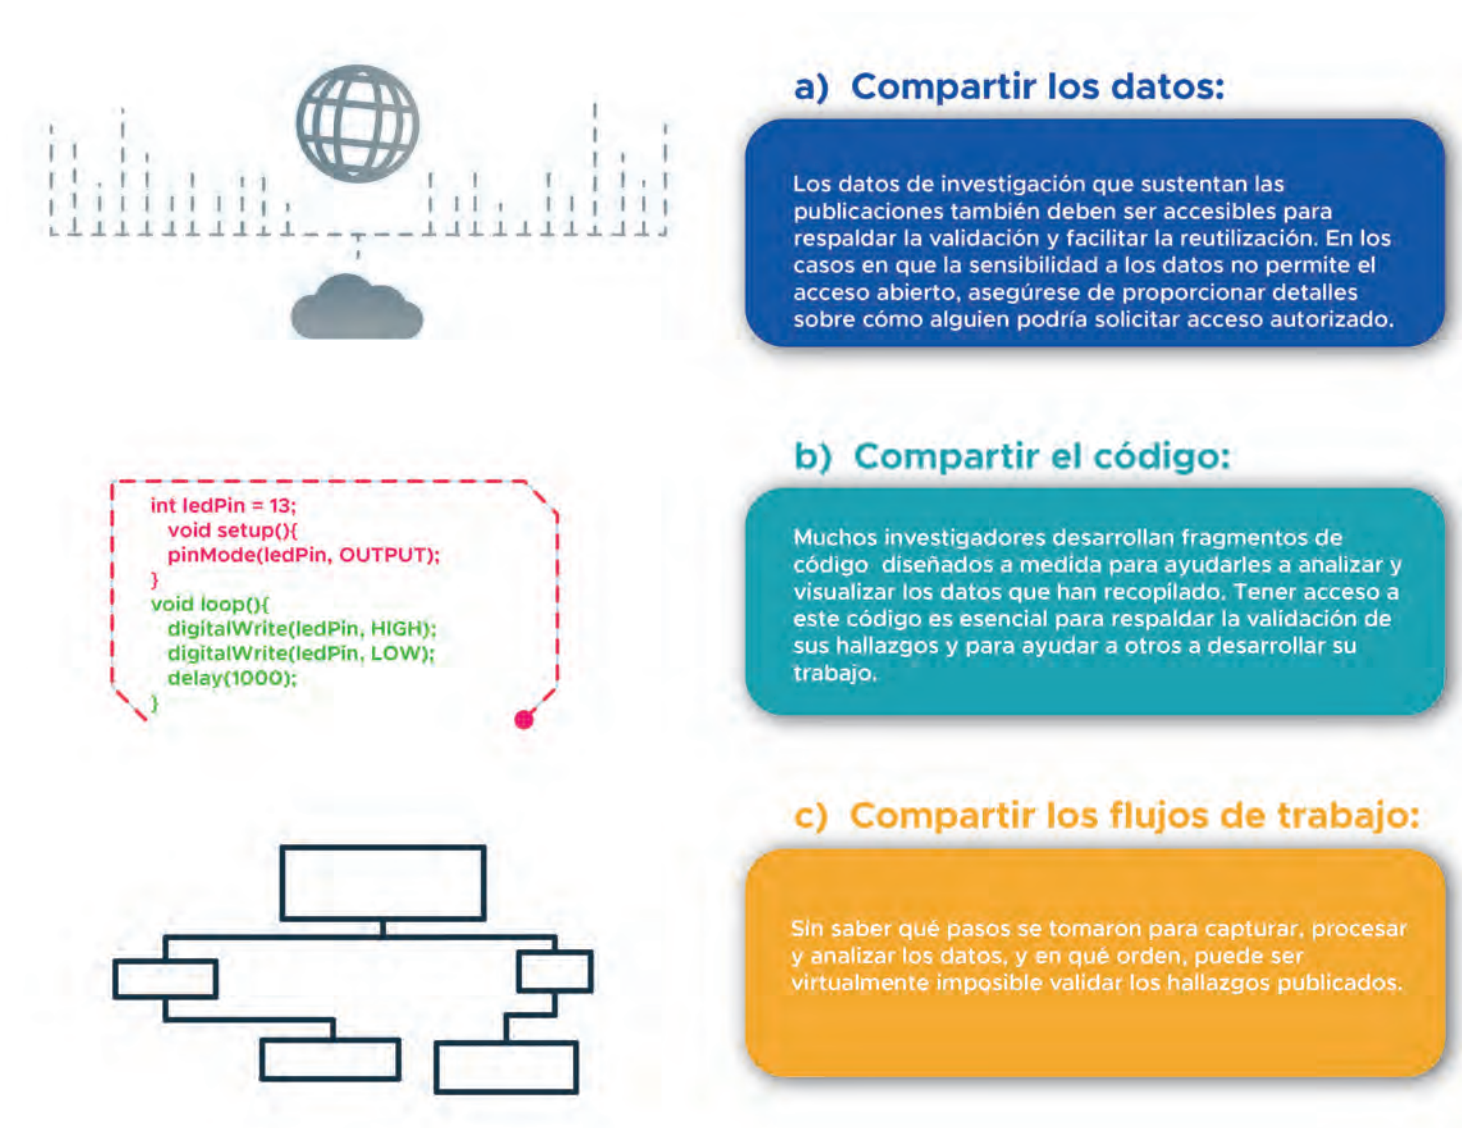 a) Compartir los datos:
Los datos de investigación que sustentan las
publicaciones también deben ser accesibles para
respaldar la validación y facilitar la reutilización. En los
casos en que la sensibilidad a los datos no permite el
acceso abierto, asegúrese de proporcionar detalles
sobre cómo alguien podría solicitar acceso autorizado.
int ledPin = 13;
void setup(){
pinMode(ledPin, OUTPUT);
}
void loop(){
digitalWrite(ledPin, HIGH);
digitalWrite(ledPin, LOW);
delay(1000);
}
b) Compartir el código:
Muchos investigadores desarrollan fragmentos de
código diseñados a medida para ayudarles a analizar y
visualizar los datos que han recopilado. Tener acceso a
este código es esencial para respaldar la validación de
sus hallazgos y para ayudar a otros a desarrollar su
trabajo.
c) Compartir los flujos de trabajo:
Sin saber qué pasos se tomaron para capturar, procesar
y analizar los datos, y en qué orden, puede ser
virtualmente imposible validar los hallazgos publicados.